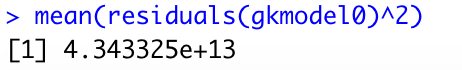 > mean(residuals(gkmodel0)^2)
[1] 4.343325e+13